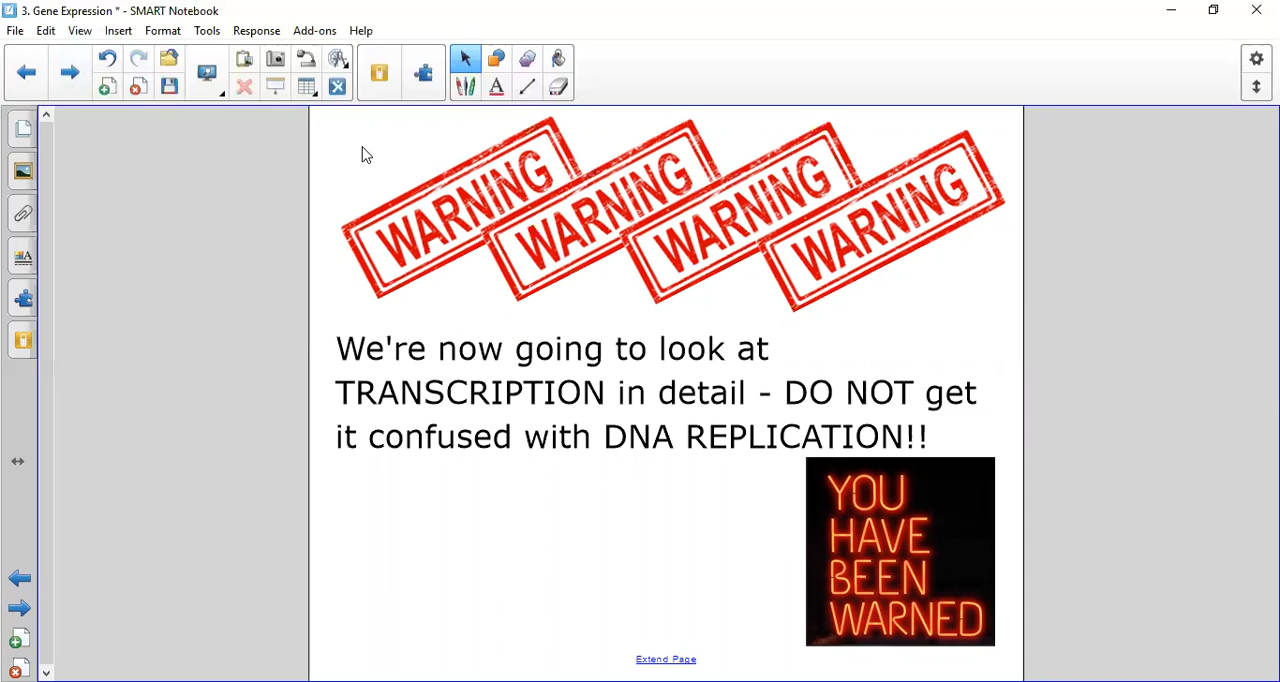 3. Gene Expression * - SMART Notebook
File Edit View Insert Format Tools Response Add-ons Help
WARNING WARNING WARNING WARNING
We're now going to look at
TRANSCRIPTION in detail - DO NOT get
it confused with DNA REPLICATION!!
YOU
HAVE
BEEN
WARNED
Extend Page